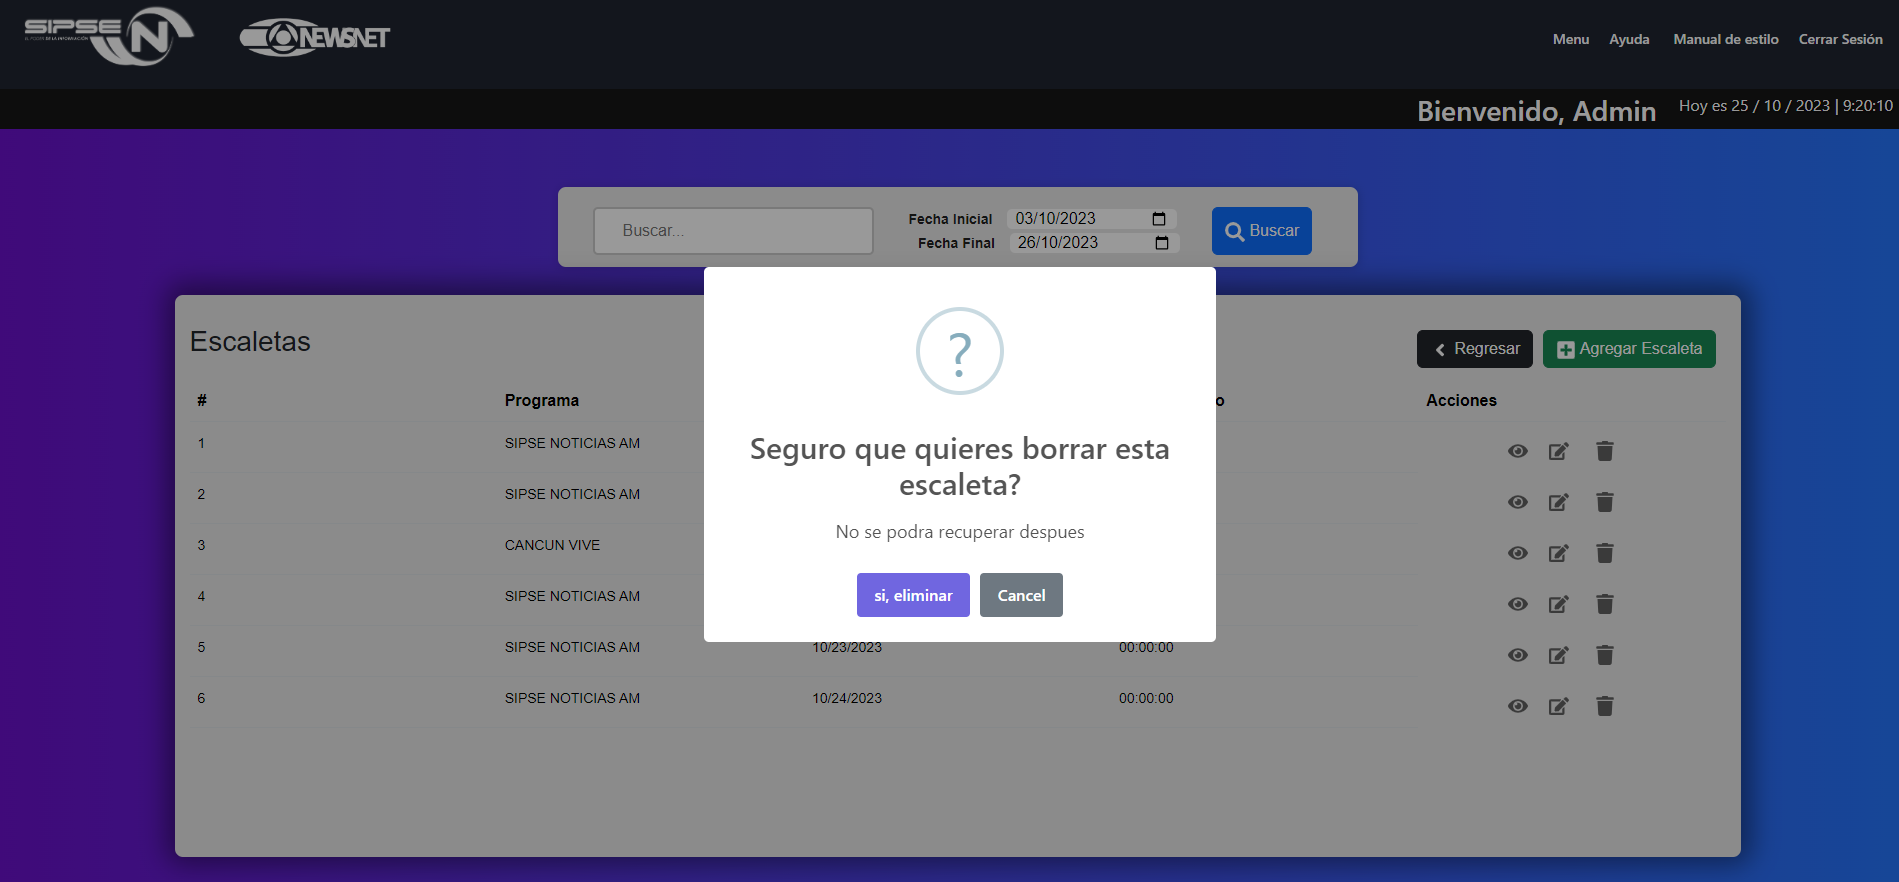 SIPSE N
NEWSNET
Menu Ayuda Manual de estilo Cerrar Sesión
Bienvenido, Admin Hoy es 25 / 10 / 2023 | 9:20:10
Buscar...
Fecha Inicial 03/10/2023
Fecha Final 26/10/2023
Buscar
Escaletas
Regresar Agregar Escaleta
# Programa o Acciones
1 SIPSE NOTICIAS AM
2 SIPSE NOTICIAS AM
3 CANCUN VIVE
4 SIPSE NOTICIAS AM
5 SIPSE NOTICIAS AM 10/23/2023 00:00:00
6 SIPSE NOTICIAS AM 10/24/2023 00:00:00
?
Seguro que quieres borrar esta
escaleta?
No se podra recuperar despues
si, eliminar Cancel